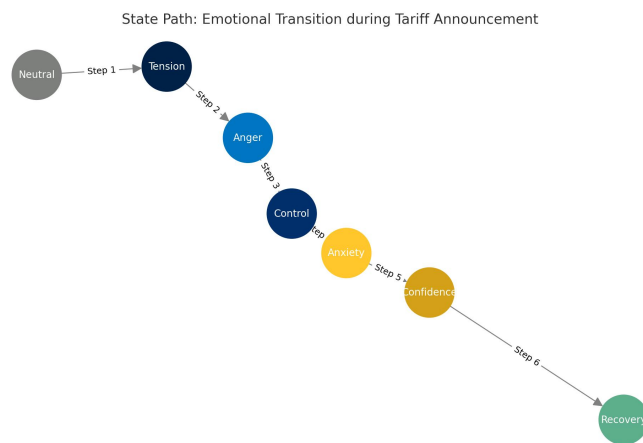 State Path: Emotional Transition during Tariff Announcement
Neutral
Step 1
Tension
Step 2
Anger
Step 3
Control
tep
Anxiety
Step 5
Confidence
Step 6
Recovery